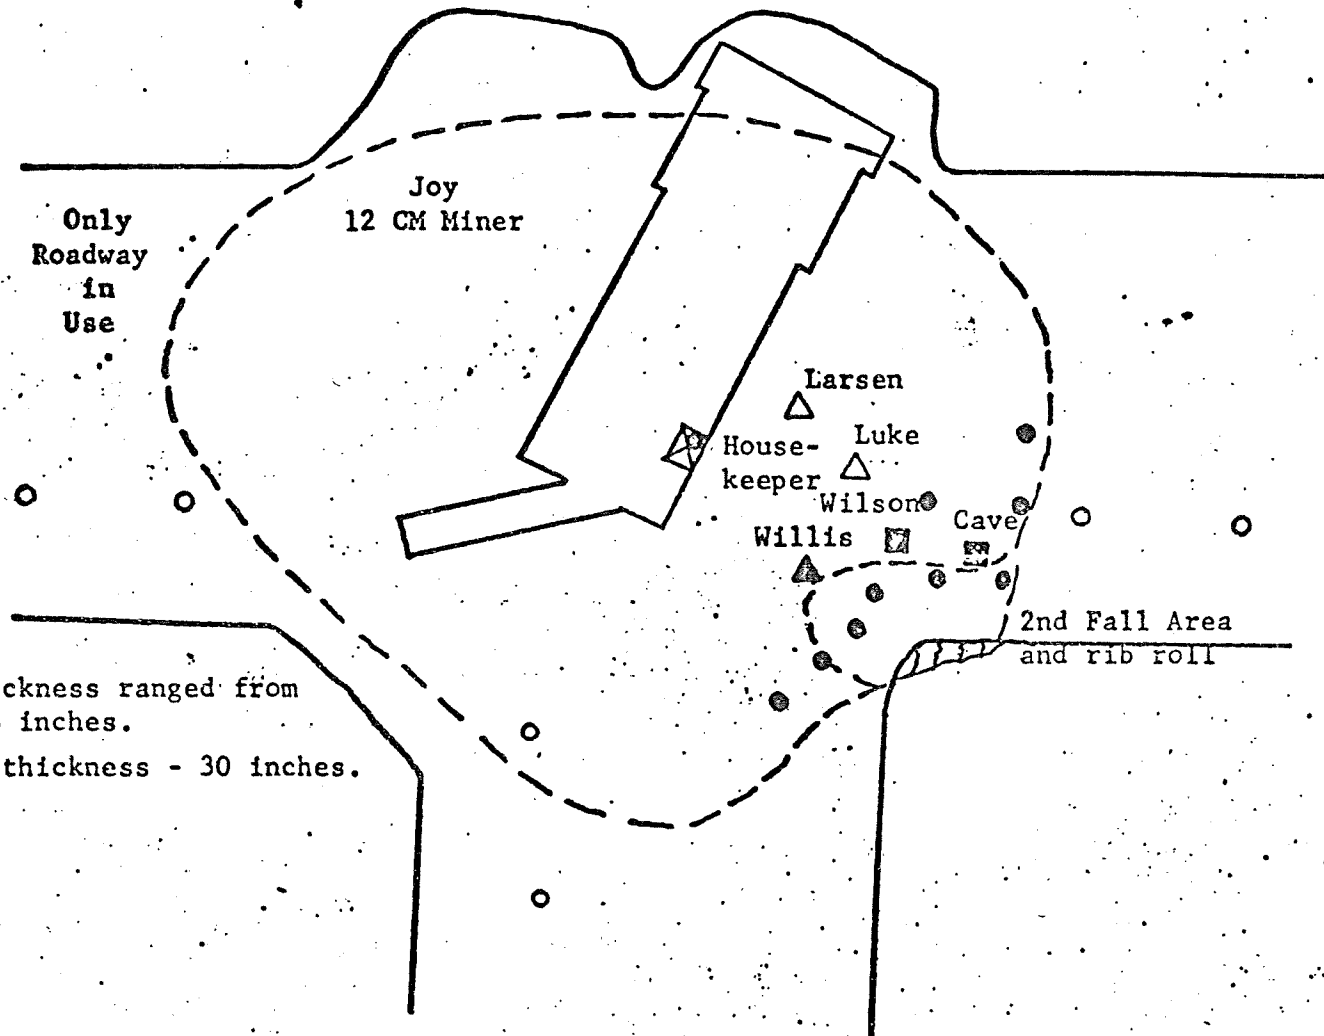 Joy
12 CM Miner
Only
Roadway
in
Use
Larsen
House-
keeper
Luke
Wilson
Cave
Willis
2nd Fall Area
and rib roll
ckness ranged from
inches.
thickness - 30 inches.